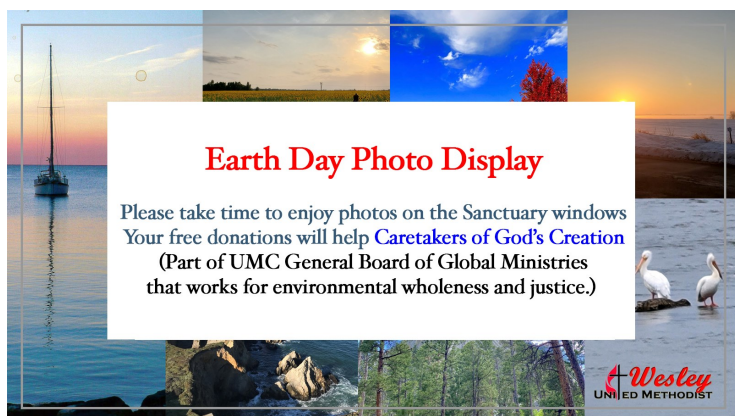 Earth Day Photo Display
Please take time to enjoy photos on the Sanctuary windows
Your free donations will help Caretakers of God's Creation
(Part of UMC General Board of Global Ministries
that works for environmental wholeness and justice.)
Wesley
UNITED METHODIST